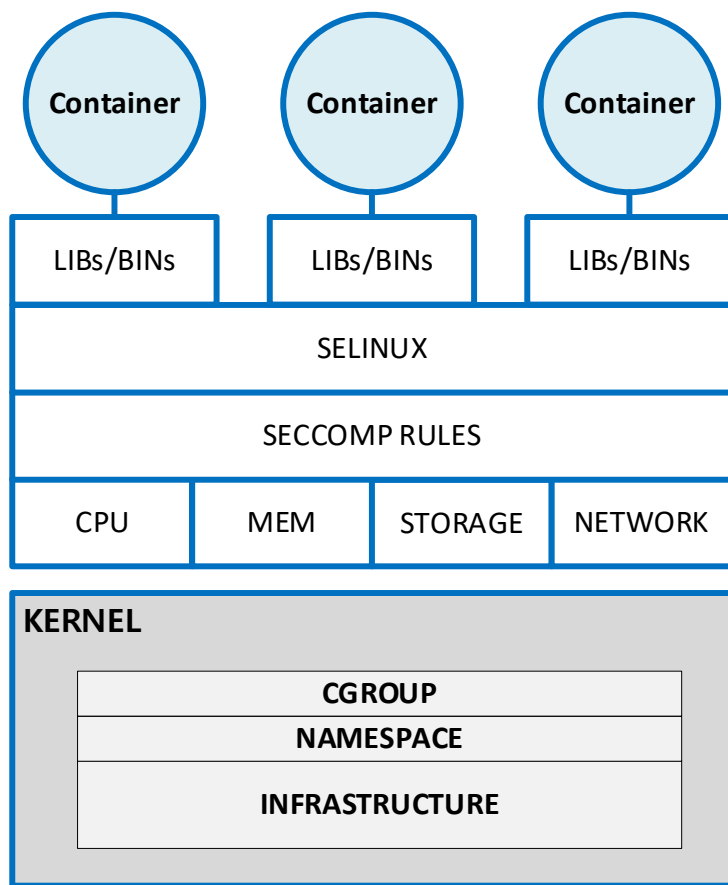 Container
Container
Container
LIBs/BINs
LIBs/BINs
LIBs/BINs
SELINUX
SECCOMP RULES
CPU
MEM
STORAGE
NETWORK
KERNEL
CGROUP
NAMESPACE
INFRASTRUCTURE